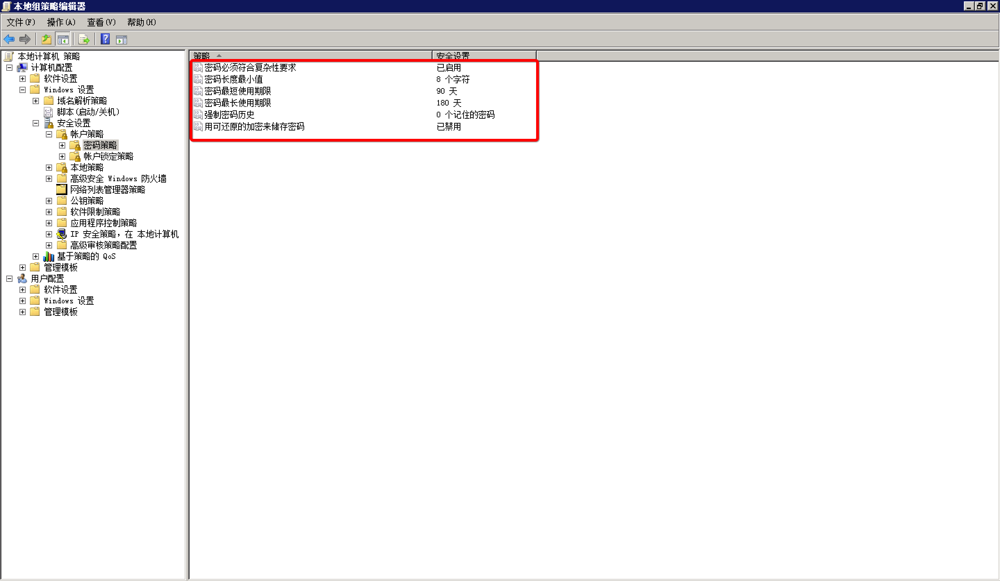 本地组策略编辑器
文件(F) 操作(A) 查看(V) 帮助(H)
本地计算机 策略
计算机配置
软件设置
Windows 设置
域名解析策略
脚本(启动/关机)
安全设置
帐户策略
密码策略
帐户锁定策略
本地策略
高级安全 Windows 防火墙
网络列表管理器策略
公钥策略
软件限制策略
应用程序控制策略
IP 安全策略，在 本地计算机
高级审核策略配置
基于策略的 QoS
管理模板
用户配置
软件设置
Windows 设置
管理模板
策略 安全设置
密码必须符合复杂性要求 已启用
密码长度最小值 8 个字符
密码最短使用期限 90 天
密码最长使用期限 180 天
强制密码历史 0 个记住的密码
用可还原的加密来储存密码 已禁用